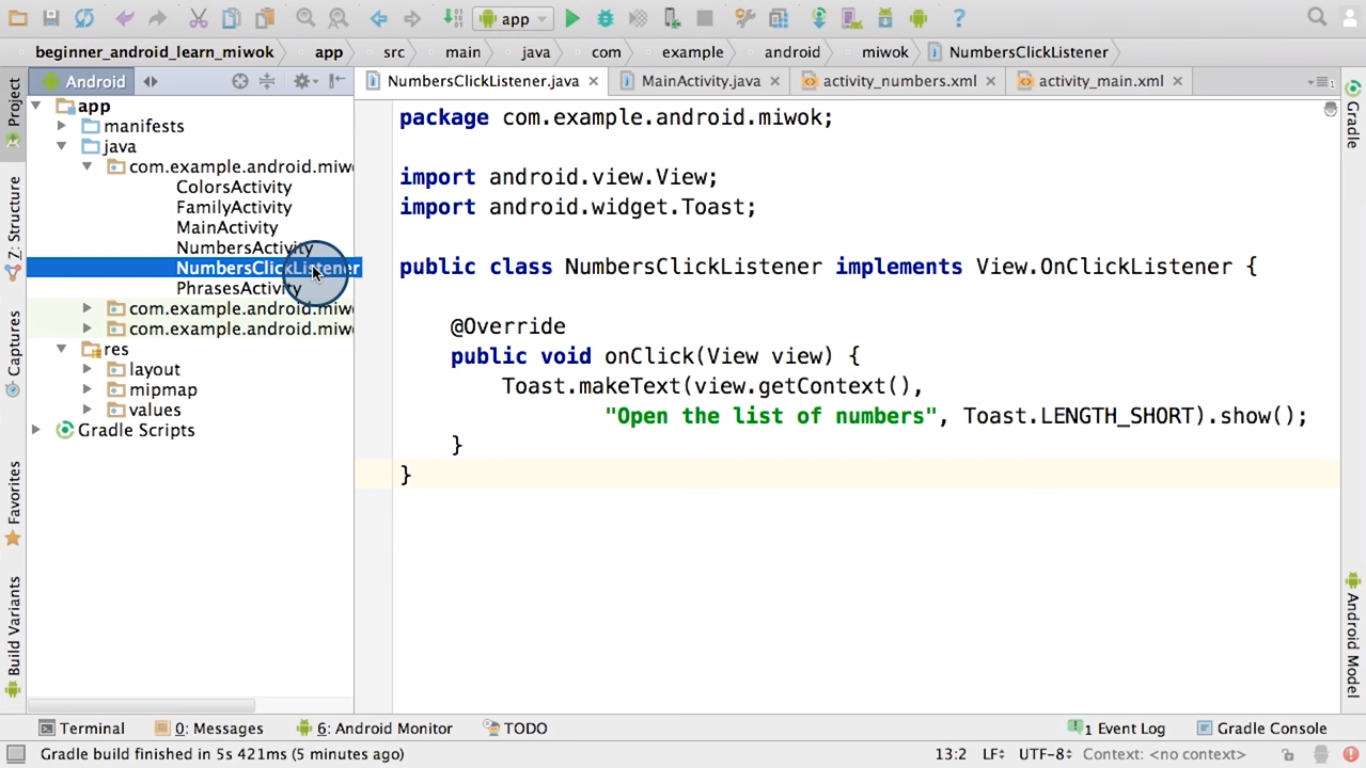 app
beginner_android_learn_miwok app src main java com example android miwok NumbersClickListener
Android
NumbersClickListener.java MainActivity.java activity_numbers.xml activity_main.xml
Project
Z: Structure
Captures
Favorites
Build Variants
app
manifests
java
com.example.android.miw
ColorsActivity
FamilyActivity
MainActivity
NumbersActivity
NumbersClickListener
PhrasesActivity
com.example.android.miw
com.example.android.miw
res
layout
mipmap
values
Gradle Scripts
package com.example.android.miwok;
import android.view.View;
import android.widget.Toast;
public class NumbersClickListener implements View.OnClickListener {
@Override
public void onClick(View view) {
Toast.makeText(view.getContext(),
"Open the list of numbers", Toast.LENGTH_SHORT).show();
}
}
Gradle
Android Model
Terminal 0: Messages 6: Android Monitor TODO 1 Event Log Gradle Console
Gradle build finished in 5s 421ms (5 minutes ago) 13:2 LF UTF-8 Context: <no context>